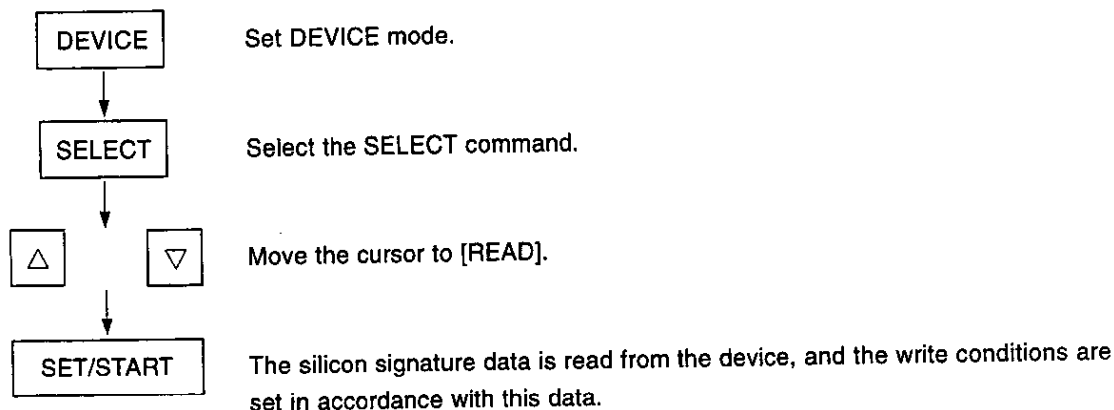 DEVICE Set DEVICE mode.
SELECT Select the SELECT command.
△ ▽ Move the cursor to [READ].
SET/START The silicon signature data is read from the device, and the write conditions are
set in accordance with this data.